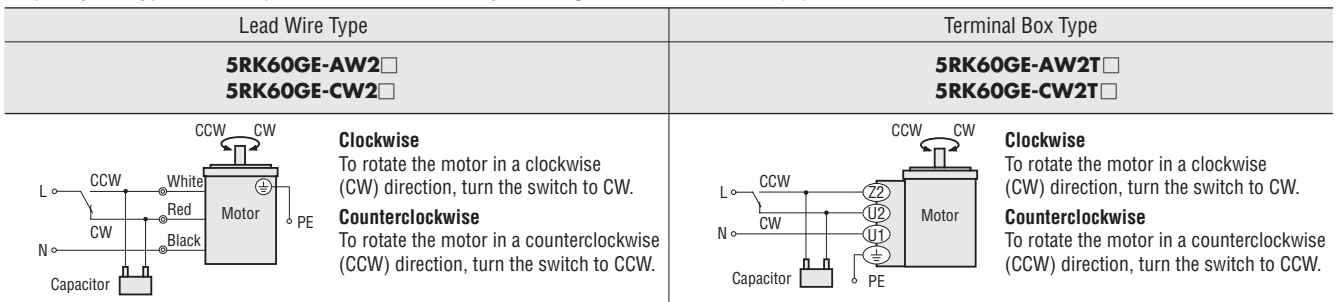 Lead Wire Type
5RK60GE-AW2□
5RK60GE-CW2□
CCW CW
L
CCW
White
Red
CW
Black
N
Motor
PE
Capacitor
Clockwise
To rotate the motor in a clockwise
(CW) direction, turn the switch to CW.
Counterclockwise
To rotate the motor in a counterclockwise
(CCW) direction, turn the switch to CCW.
Terminal Box Type
5RK60GE-AW2T□
5RK60GE-CW2T□
CCW CW
L
CCW
Z2
U2
CW
U1
N
Motor
PE
Capacitor
Clockwise
To rotate the motor in a clockwise
(CW) direction, turn the switch to CW.
Counterclockwise
To rotate the motor in a counterclockwise
(CCW) direction, turn the switch to CCW.